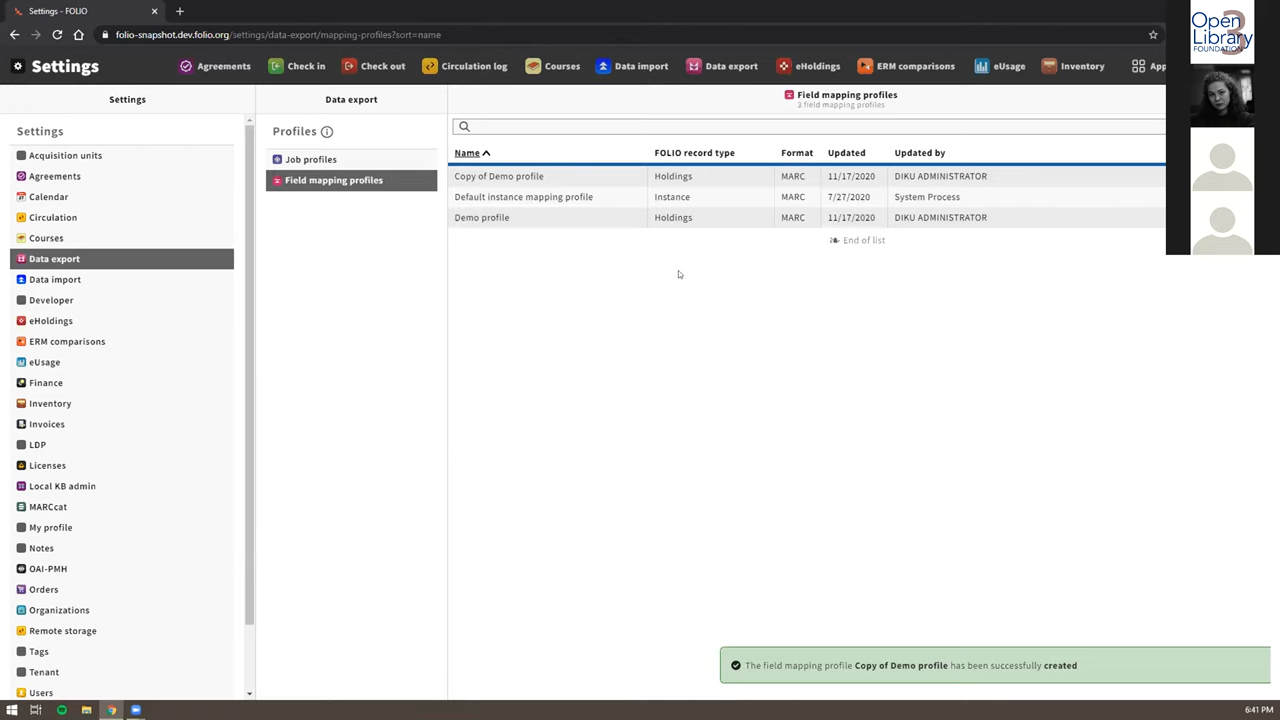 Settings - FOLIO
folio-snapshot.dev.folio.org/settings/data-export/mapping-profiles?sort=name
Settings
Agreements
Check in
Check out
Circulation log
Courses
Data import
Data export
eHoldings
ERM comparisons
eUsage
Inventory
App
Open
Library
FOUNDATION
3
Settings
Data export
Field mapping profiles
3 field mapping profiles
Settings
Acquisition units
Agreements
Calendar
Circulation
Courses
Data export
Data import
Developer
eHoldings
ERM comparisons
eUsage
Finance
Inventory
Invoices
LDP
Licenses
Local KB admin
MARCcat
My profile
Notes
OAI-PMH
Orders
Organizations
Remote storage
Tags
Tenant
Users
Profiles
Job profiles
Field mapping profiles
Name FOLIO record type Format Updated Updated by
Copy of Demo profile Holdings MARC 11/17/2020 DIKU ADMINISTRATOR
Default instance mapping profile Instance MARC 7/27/2020 System Process
Demo profile Holdings MARC 11/17/2020 DIKU ADMINISTRATOR
End of list
The field mapping profile Copy of Demo profile has been successfully created
6:41 PM